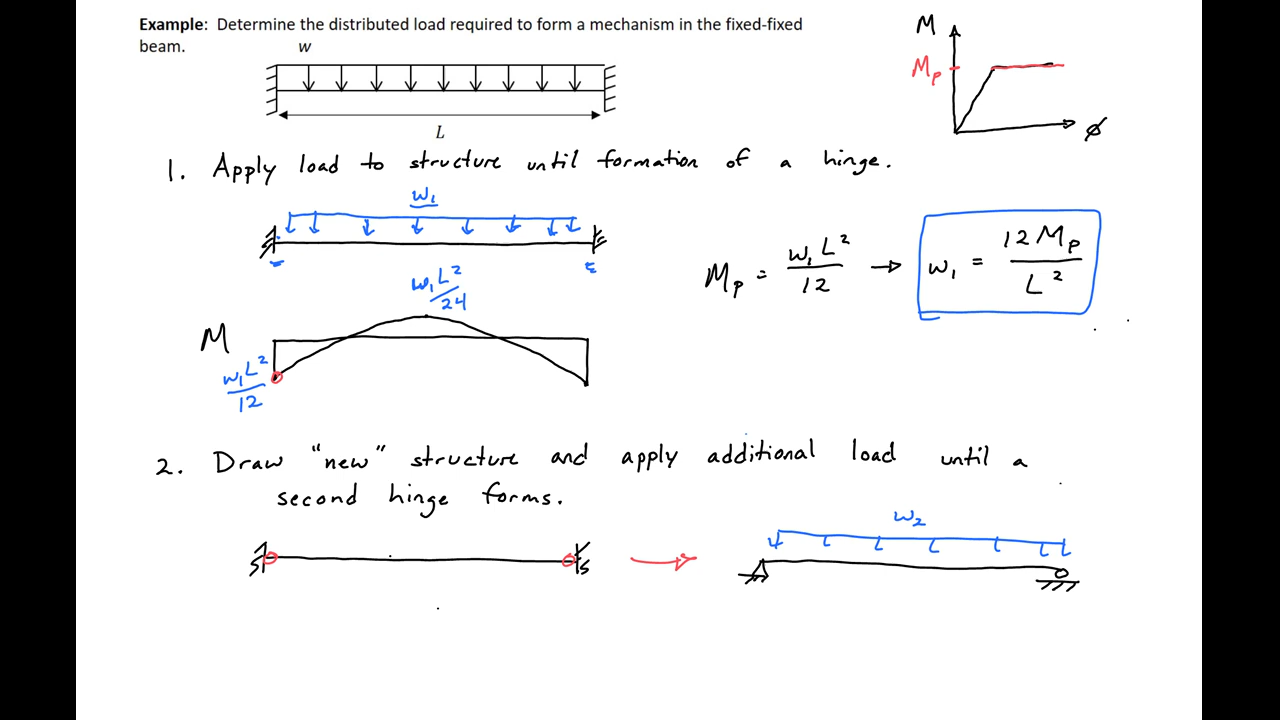 Example: Determine the distributed load required to form a mechanism in the fixed-fixed
beam.
w
L
M
Mp
ϕ
1. Apply load to structure until formation of a hinge.
w₁
Mp = w₁L²/12 → w₁ = 12Mp/L²
w₁L²/24
M
w₁L²/12
2. Draw "new" structure and apply additional load until a
second hinge forms.
w₂